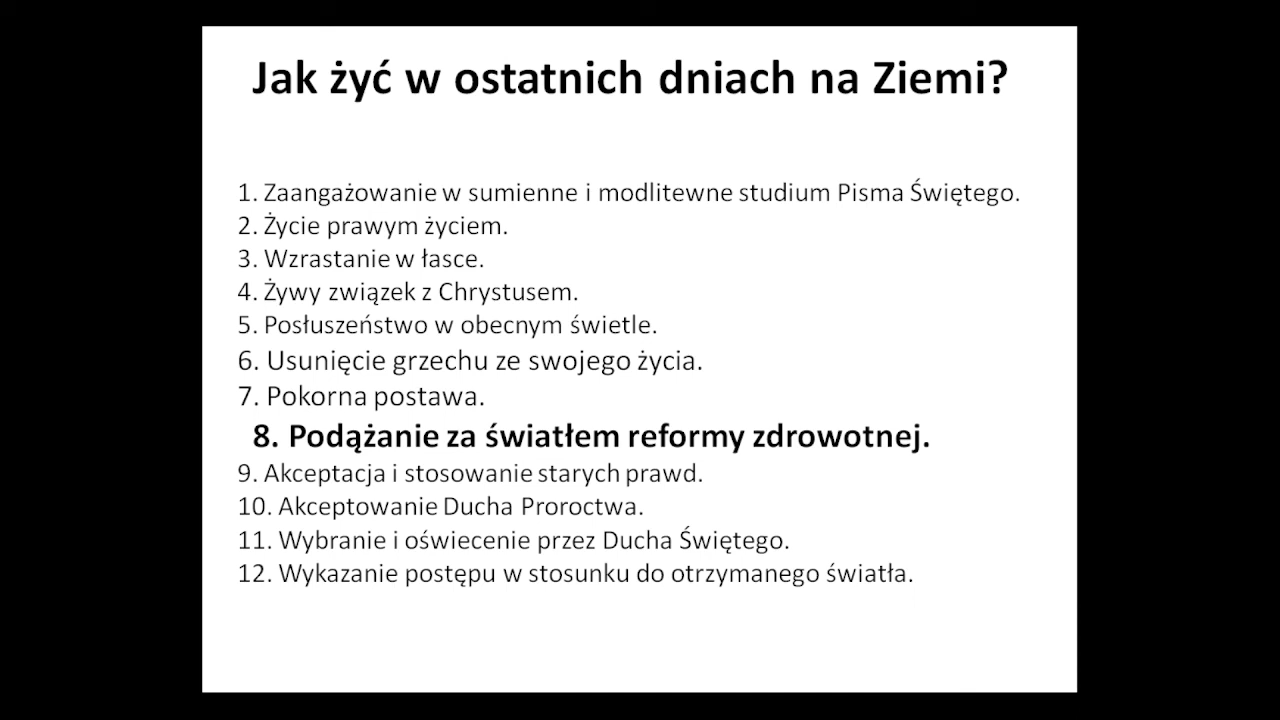 Jak żyć w ostatnich dniach na Ziemi?
1. Zaangażowanie w sumienne i modlitewne studium Pisma Świętego.
2. Życie prawym życiem.
3. Wzrastanie w łasce.
4. Żywy związek z Chrystusem.
5. Posłuszeństwo w obecnym świetle.
6. Usunięcie grzechu ze swojego życia.
7. Pokorna postawa.
8. Podążanie za światłem reformy zdrowotnej.
9. Akceptacja i stosowanie starych prawd.
10. Akceptowanie Ducha Proroctwa.
11. Wybranie i oświecenie przez Ducha Świętego.
12. Wykazanie postępu w stosunku do otrzymanego światła.